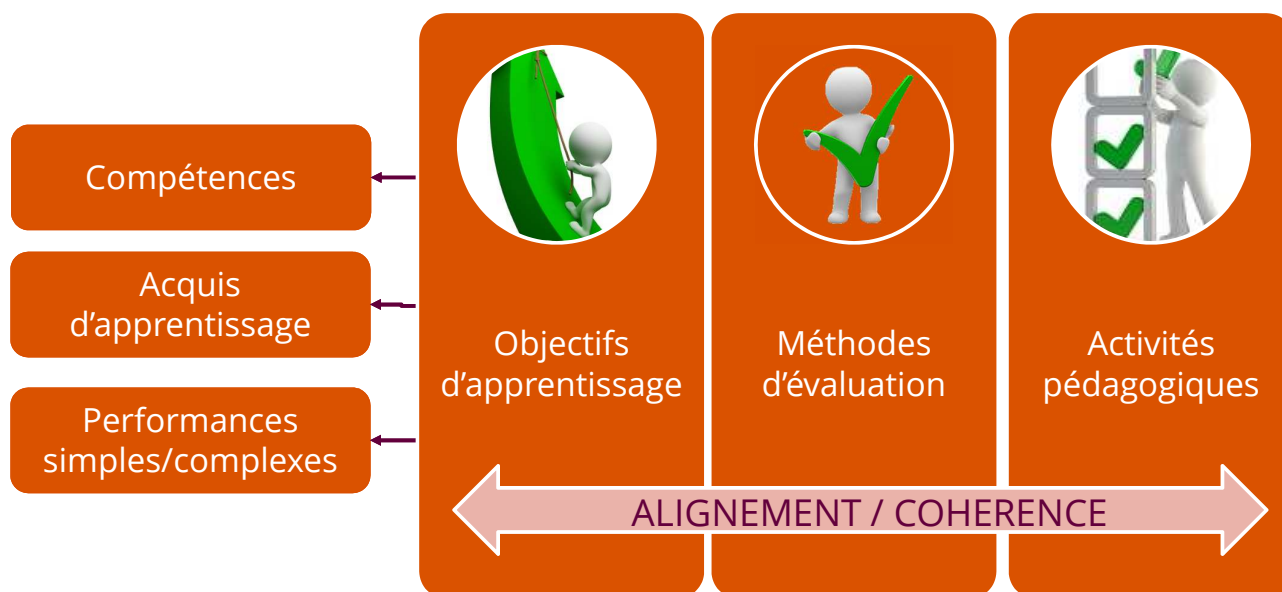 Compétences
Acquis
d’apprentissage
Performances
simples/complexes
Objectifs
d’apprentissage
Méthodes
d’évaluation
Activités
pédagogiques
ALIGNEMENT / COHERENCE